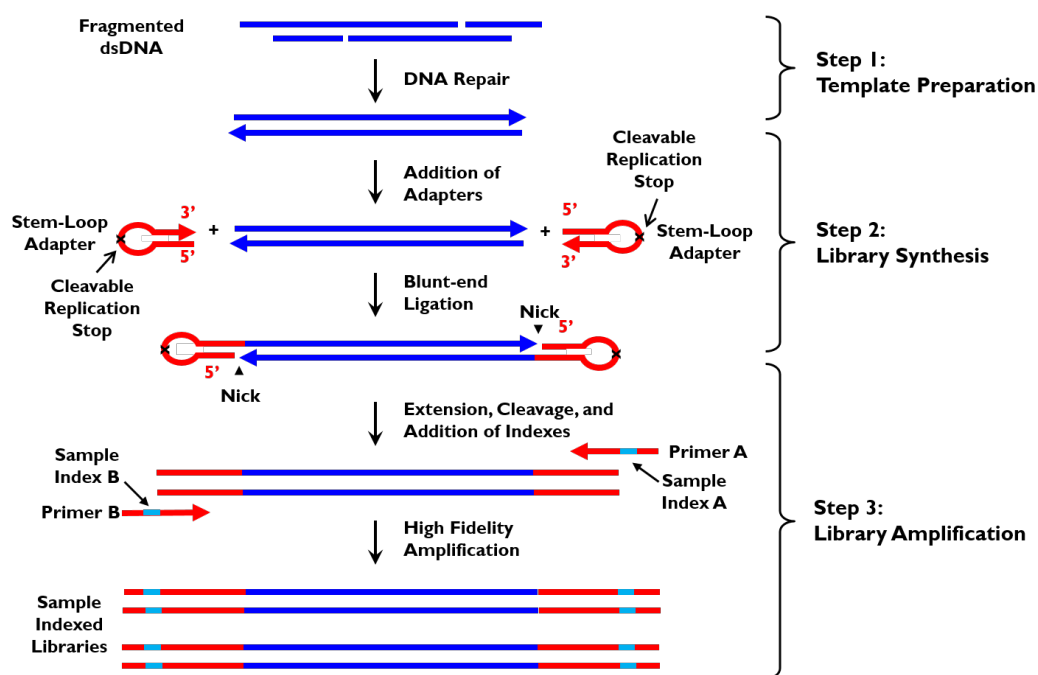 Fragmented
dsDNA
DNA Repair
Step 1:
Template Preparation
Addition of
Adapters
Cleavable
Replication
Stop
Stem-Loop
Adapter
3’
5’
+
+
5’
3’
Stem-Loop
Adapter
Cleavable
Replication
Stop
Step 2:
Library Synthesis
Blunt-end
Ligation
Nick
5’
5’
Nick
Extension, Cleavage, and
Addition of Indexes
Primer A
Sample
Index A
Sample
Index B
Primer B
Step 3:
Library Amplification
High Fidelity
Amplification
Sample
Indexed
Libraries